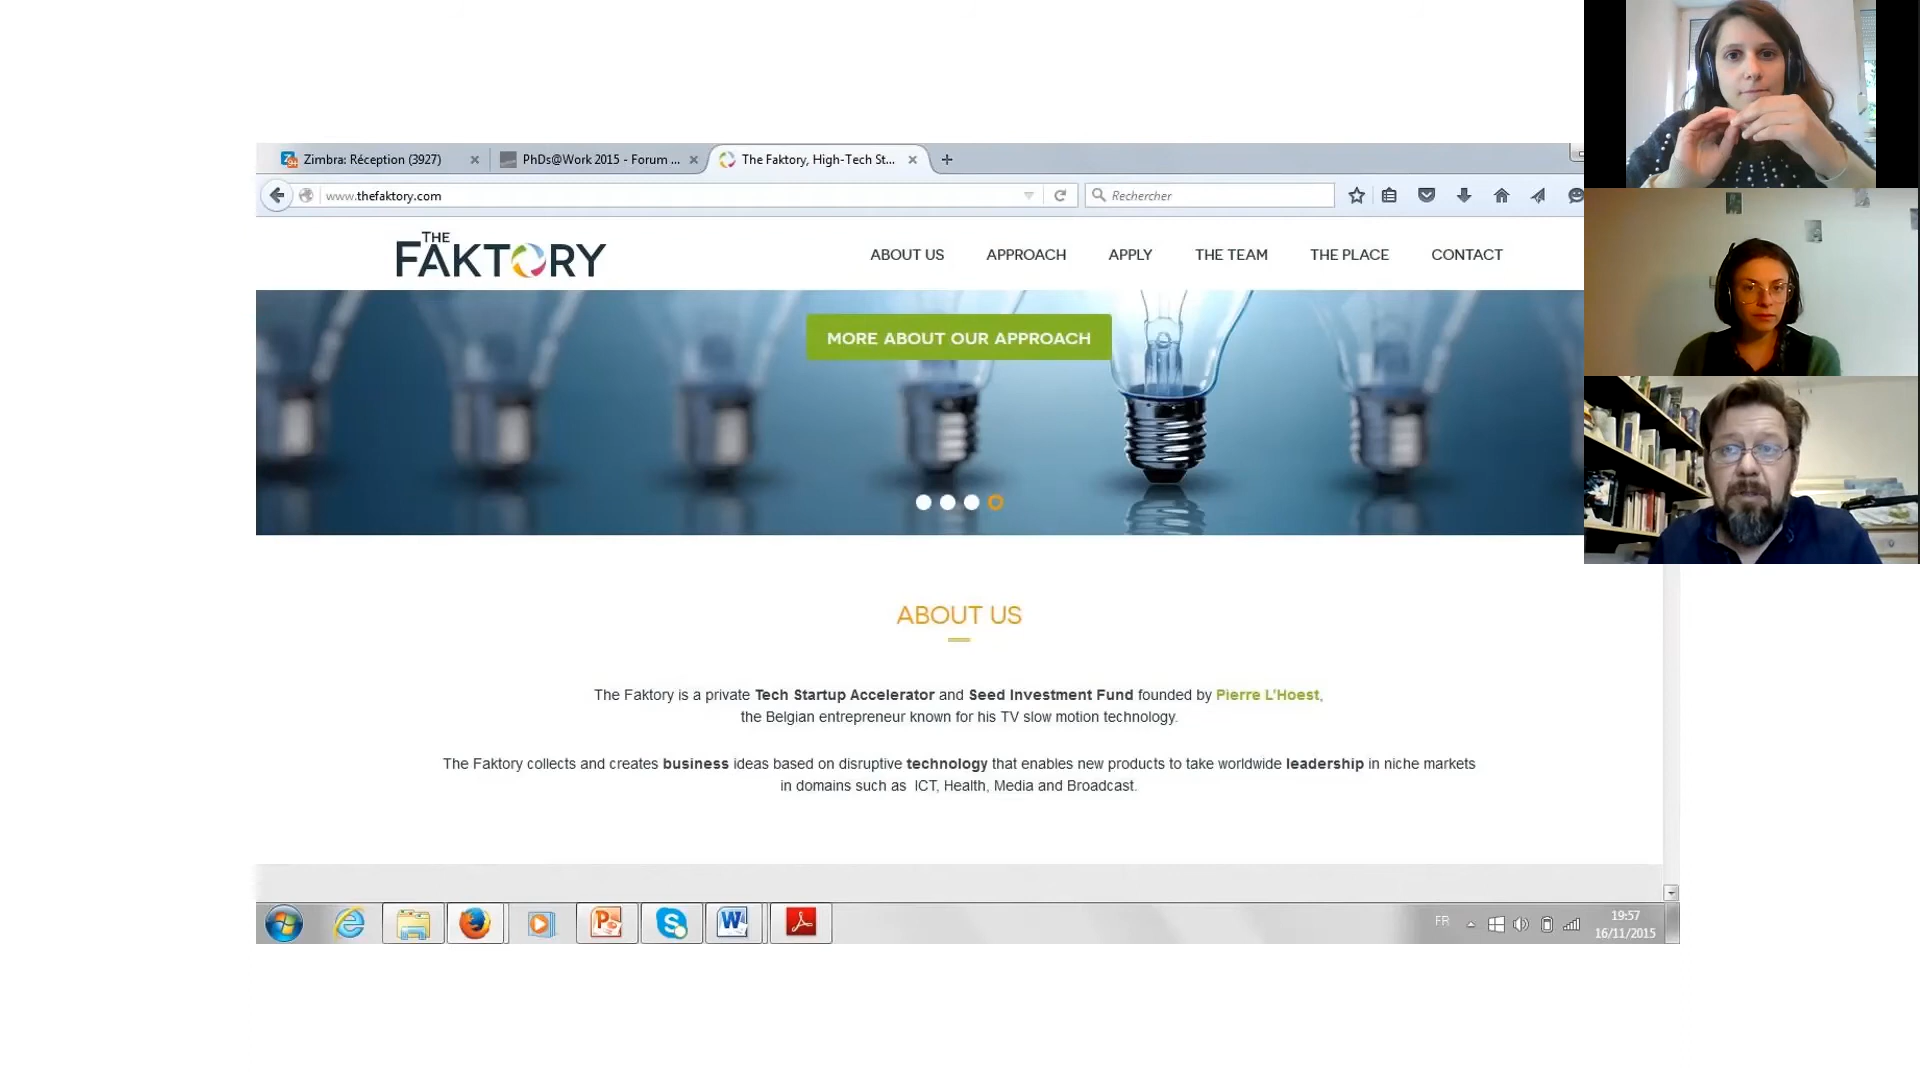 Zimbra: Réception (3927)
PhDs@Work 2015 - Forum ...
The Faktory, High-Tech St...
www.thefaktory.com
Rechercher
THE
FAKTORY
ABOUT US
APPROACH
APPLY
THE TEAM
THE PLACE
CONTACT
MORE ABOUT OUR APPROACH
ABOUT US
The Faktory is a private Tech Startup Accelerator and Seed Investment Fund founded by Pierre L'Hoest,
the Belgian entrepreneur known for his TV slow motion technology.
The Faktory collects and creates business ideas based on disruptive technology that enables new products to take worldwide leadership in niche markets
in domains such as ICT, Health, Media and Broadcast.
FR
19:57
16/11/2015